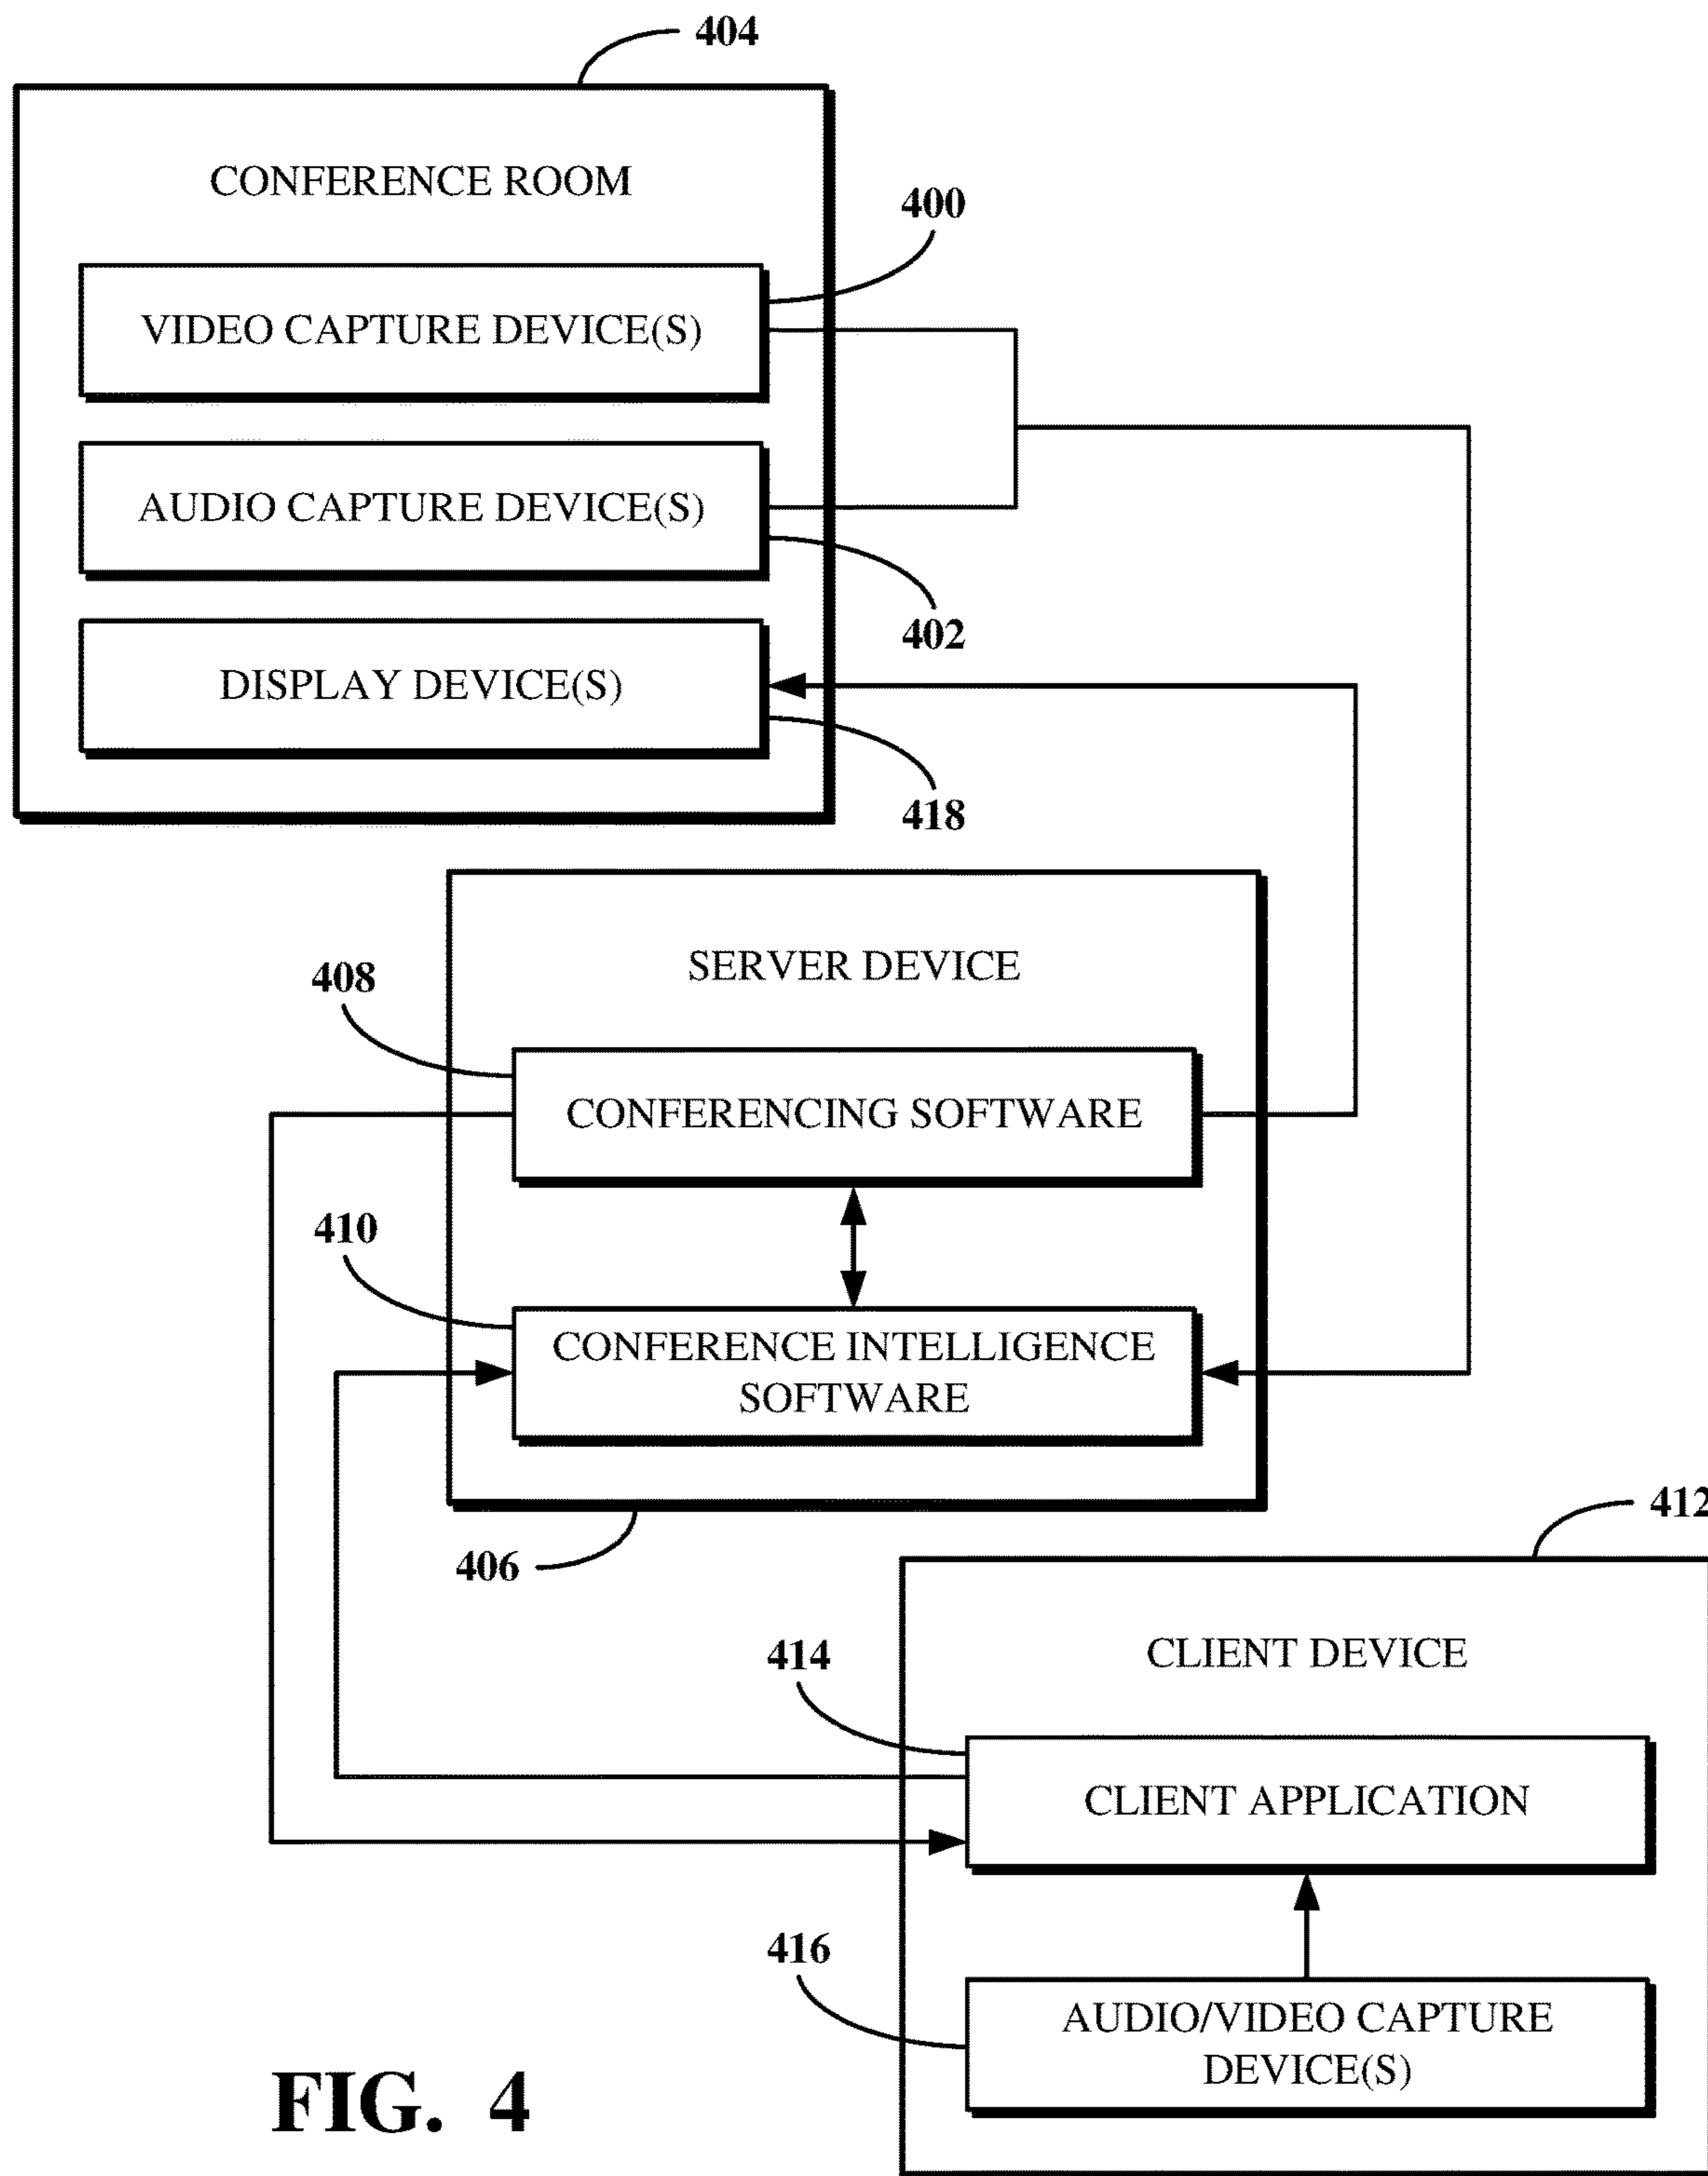 404
CONFERENCE ROOM
400
VIDEO CAPTURE DEVICE(S)
AUDIO CAPTURE DEVICE(S)
402
DISPLAY DEVICE(S)
418
SERVER DEVICE
408
CONFERENCING SOFTWARE
410
CONFERENCE INTELLIGENCE
SOFTWARE
406
412
CLIENT DEVICE
414
CLIENT APPLICATION
416
AUDIO/VIDEO CAPTURE
DEVICE(S)
FIG. 4